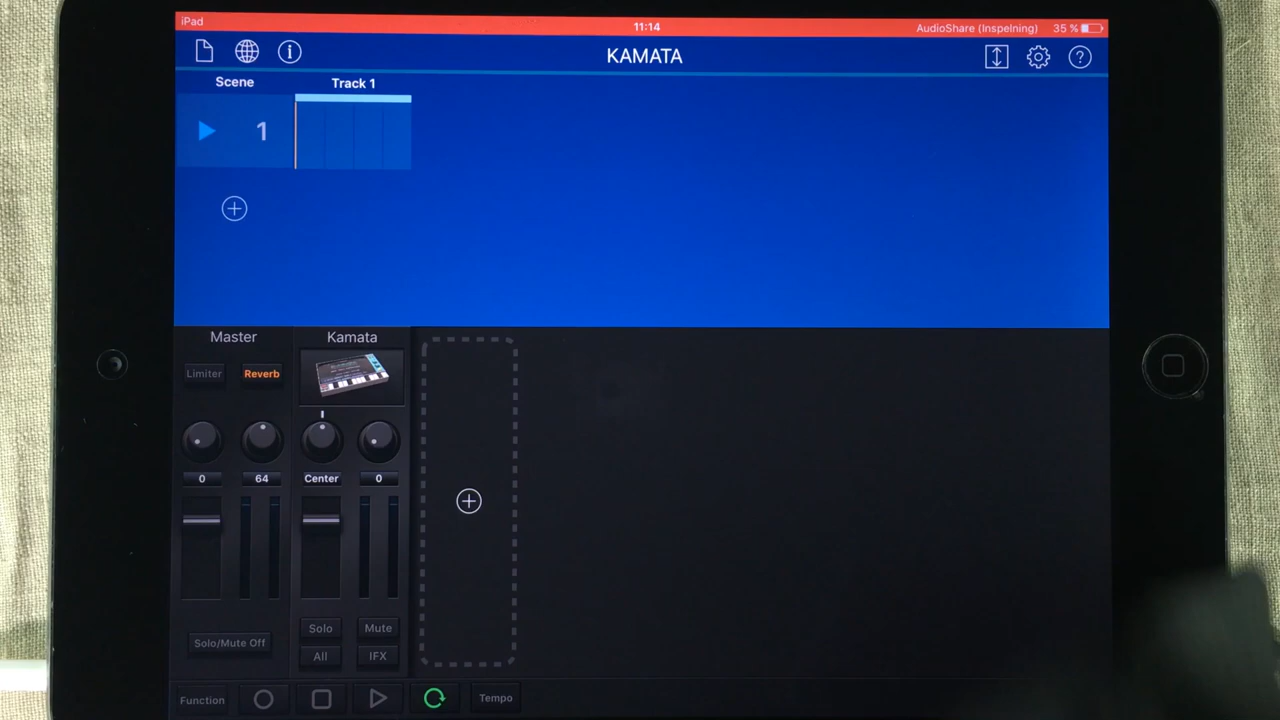 iPad
11:14
AudioShare (Inspelning) 35 %
KAMATA
Scene
Track 1
1
Master
Kamata
Limiter
Reverb
0
64
Center
0
Solo
Mute
Solo/Mute Off
All
IFX
Function
Tempo